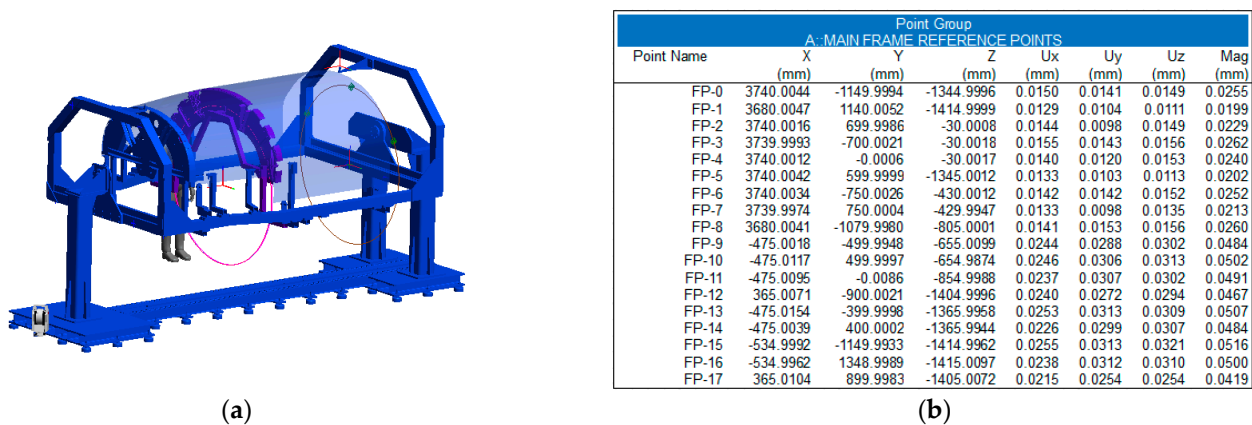 Point Group
A::MAIN FRAME REFERENCE POINTS
Point Name X Y Z Ux Uy Uz Mag
(mm) (mm) (mm) (mm) (mm) (mm) (mm)
FP-0 3740.0044 -1149.9994 -1344.9996 0.0150 0.0141 0.0149 0.0255
FP-1 3680.0047 1140.0052 -1414.9999 0.0129 0.0104 0.0111 0.0199
FP-2 3740.0016 699.9986 -30.0008 0.0144 0.0098 0.0149 0.0229
FP-3 3739.9993 -700.0021 -30.0018 0.0155 0.0143 0.0156 0.0262
FP-4 3740.0012 -0.0006 -30.0017 0.0140 0.0120 0.0153 0.0240
FP-5 3740.0042 599.9999 -1345.0012 0.0133 0.0103 0.0113 0.0202
FP-6 3740.0034 -750.0026 -430.0012 0.0142 0.0142 0.0152 0.0252
FP-7 3739.9974 750.0004 -429.9947 0.0133 0.0098 0.0135 0.0213
FP-8 3680.0041 -1079.9980 -805.0001 0.0141 0.0153 0.0156 0.0260
FP-9 -475.0018 -499.9948 -655.0099 0.0244 0.0288 0.0302 0.0484
FP-10 -475.0117 499.9997 -654.9874 0.0246 0.0306 0.0313 0.0502
FP-11 -475.0095 -0.0086 -854.9988 0.0237 0.0307 0.0302 0.0491
FP-12 365.0071 -900.0021 -1404.9996 0.0240 0.0272 0.0294 0.0467
FP-13 -475.0154 -399.9998 -1365.9958 0.0253 0.0313 0.0309 0.0507
FP-14 -475.0039 400.0002 -1365.9944 0.0226 0.0299 0.0307 0.0484
FP-15 -534.9992 -1149.9933 -1414.9962 0.0255 0.0313 0.0321 0.0516
FP-16 -534.9962 1348.9989 -1415.0097 0.0238 0.0312 0.0310 0.0500
FP-17 365.0104 899.9983 -1405.0072 0.0215 0.0254 0.0254 0.0419
(a) (b)